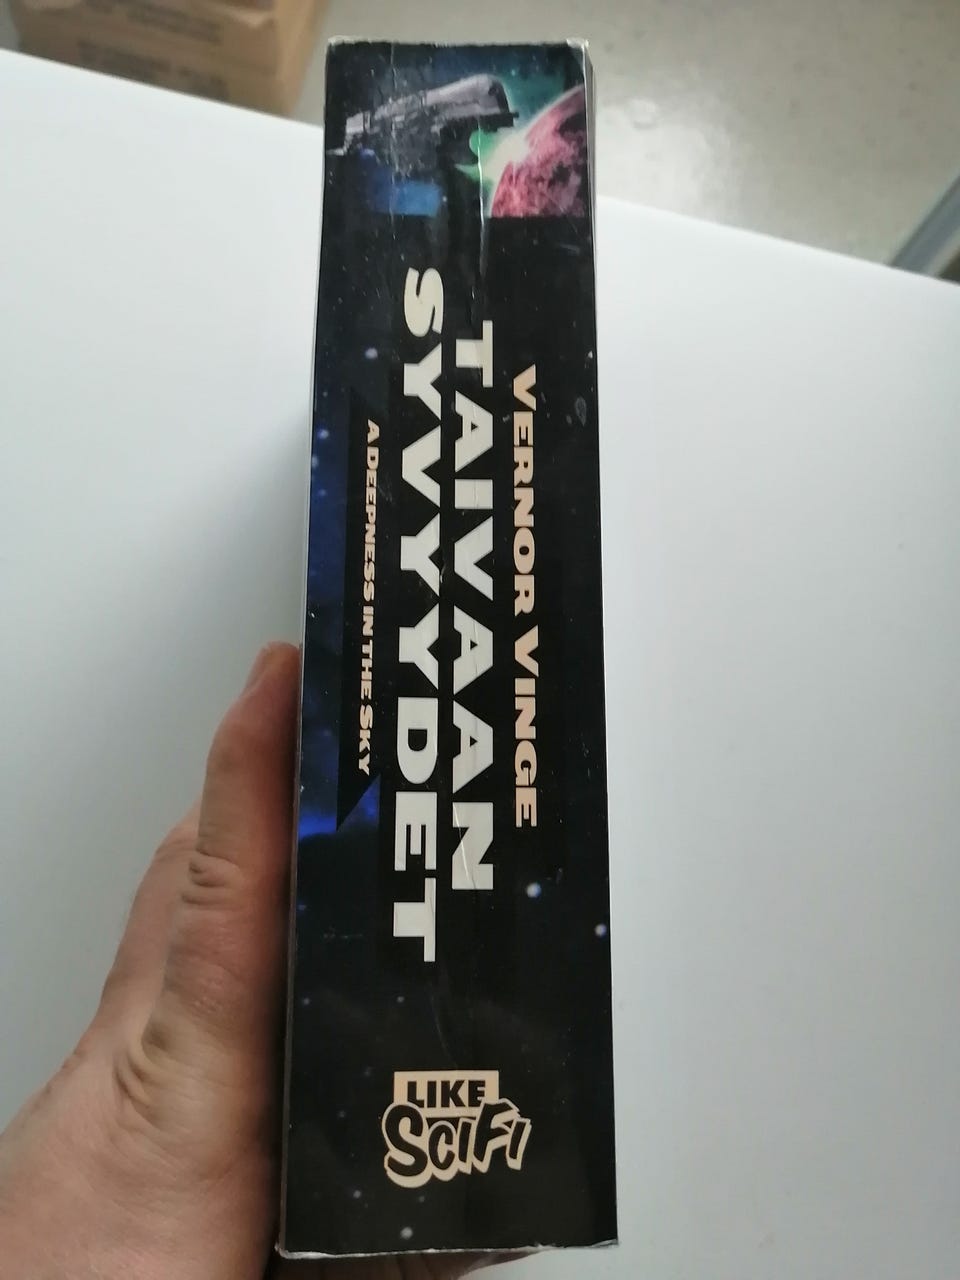 VERNOR VINGE
TAIVAAN
SYVYYDET
A DEEPNESS IN THE SKY
LIKE
SCIFI